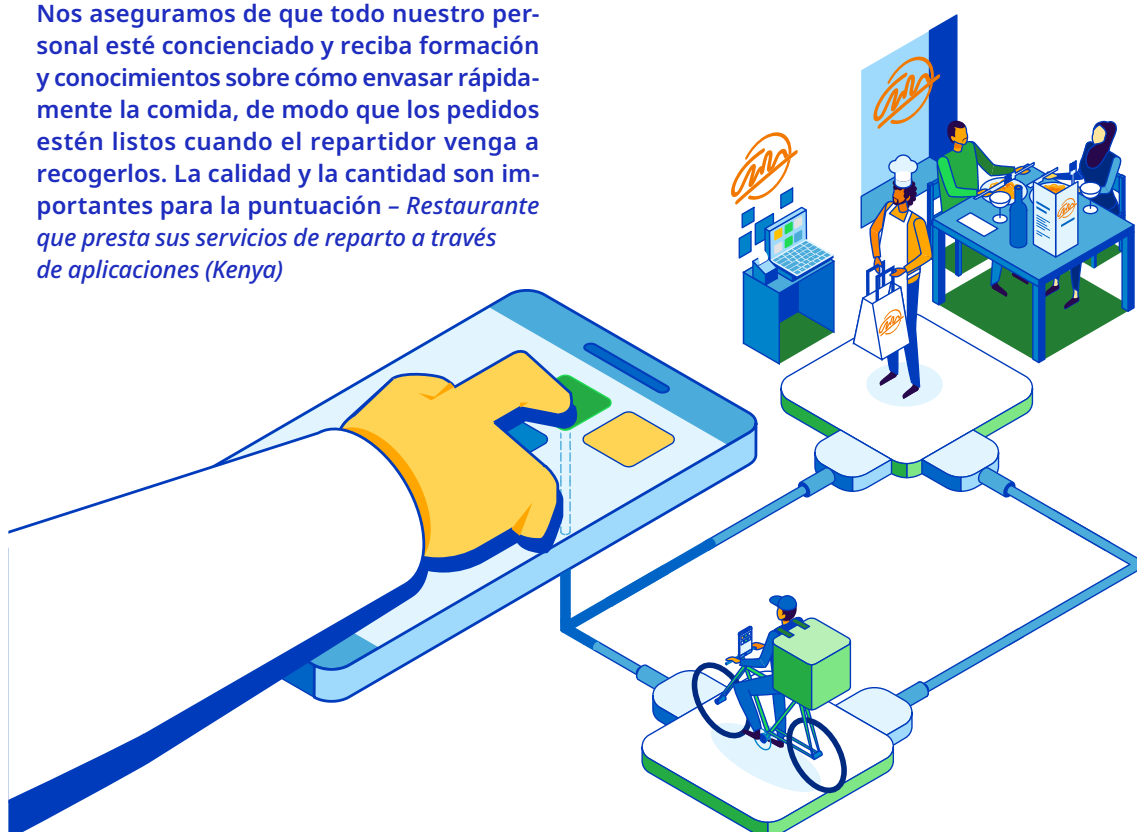 Nos aseguramos de que todo nuestro per-
sonal esté concienciado y reciba formación
y conocimientos sobre cómo envasar rápida-
mente la comida, de modo que los pedidos
estén listos cuando el repartidor venga a
recogerlos. La calidad y la cantidad son im-
portantes para la puntuación – Restaurante
que presta sus servicios de reparto a través
de aplicaciones (Kenya)